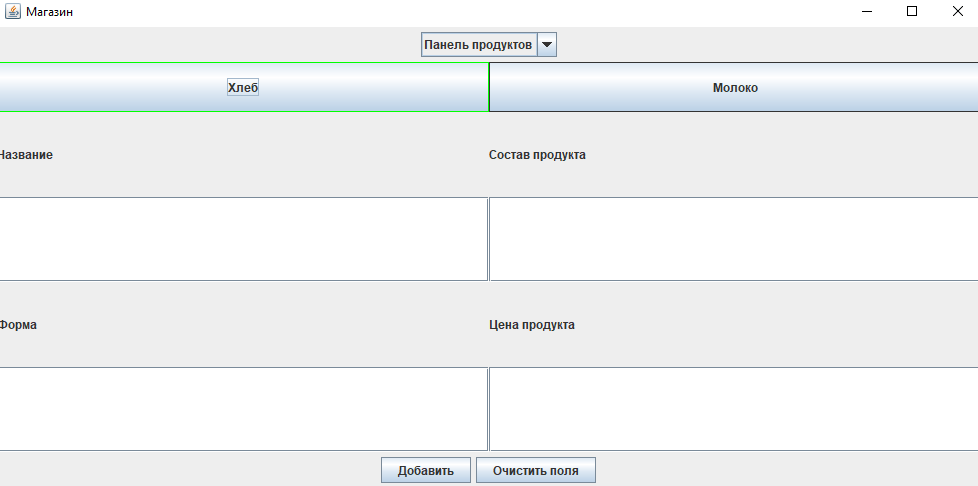 Магазин
Панель продуктов
Хлеб Молоко
Название Состав продукта
Форма Цена продукта
Добавить Очистить поля